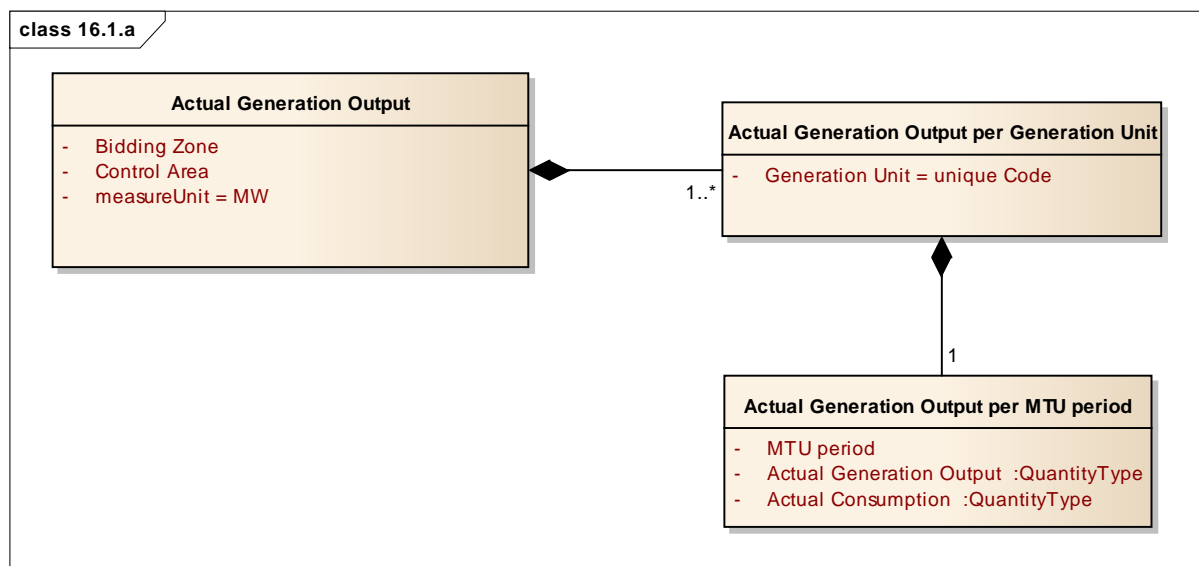 class 16.1.a
Actual Generation Output
- Bidding Zone
- Control Area
- measureUnit = MW
1..*
Actual Generation Output per Generation Unit
- Generation Unit = unique Code
1
Actual Generation Output per MTU period
- MTU period
- Actual Generation Output :QuantityType
- Actual Consumption :QuantityType